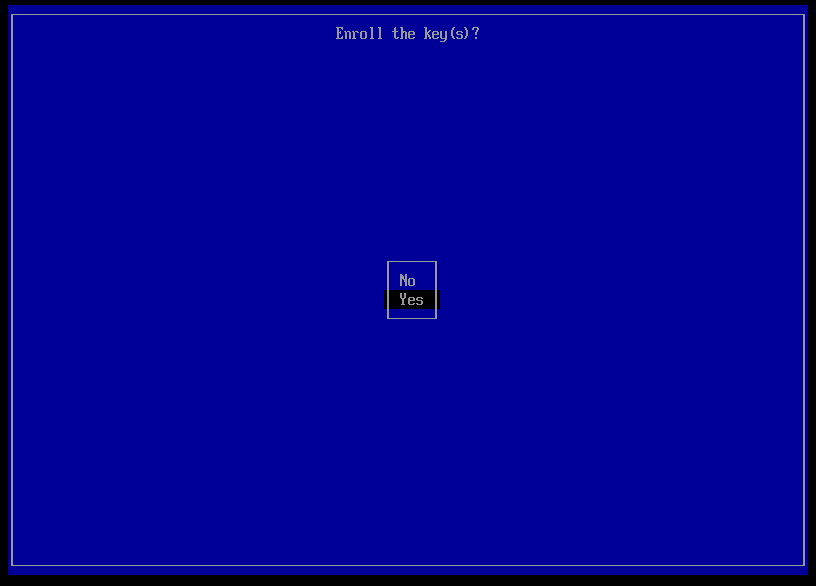 Enroll the key(s)?
No
Yes